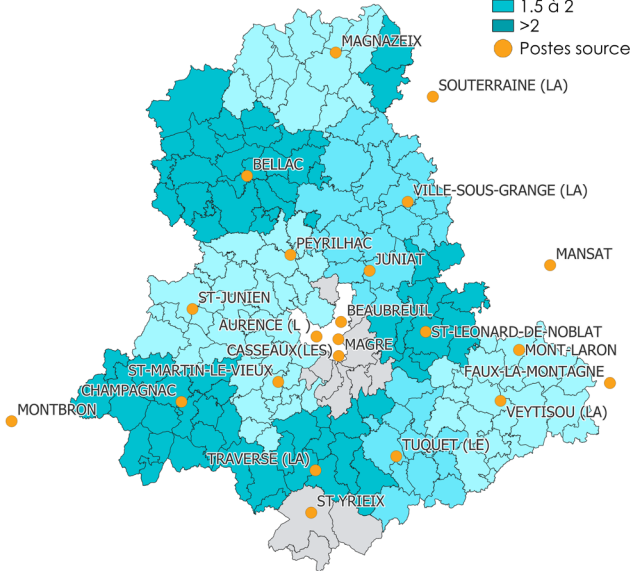 1.5 à 2
>2
Postes source
MAGNAZEIX
SOUTERRAINE (LA)
BELLAC
VILLE-SOUS-GRANGE (LA)
PEYRILHAC
JUNIAT
MANSAT
ST-JUNIEN
BEAUBREUIL
AURENCE (L )
ST-LEONARD-DE-NOBLAT
CASSEAUX(LES)
MAGRE
MONT-LARON
ST-MARTIN-LE-VIEUX
FAUX-LA-MONTAGNE
CHAMPAGNAC
MONTBRON
VEYTISOU (LA)
TUQUET (LE)
TRAVERSE (LA)
ST YRIEIX